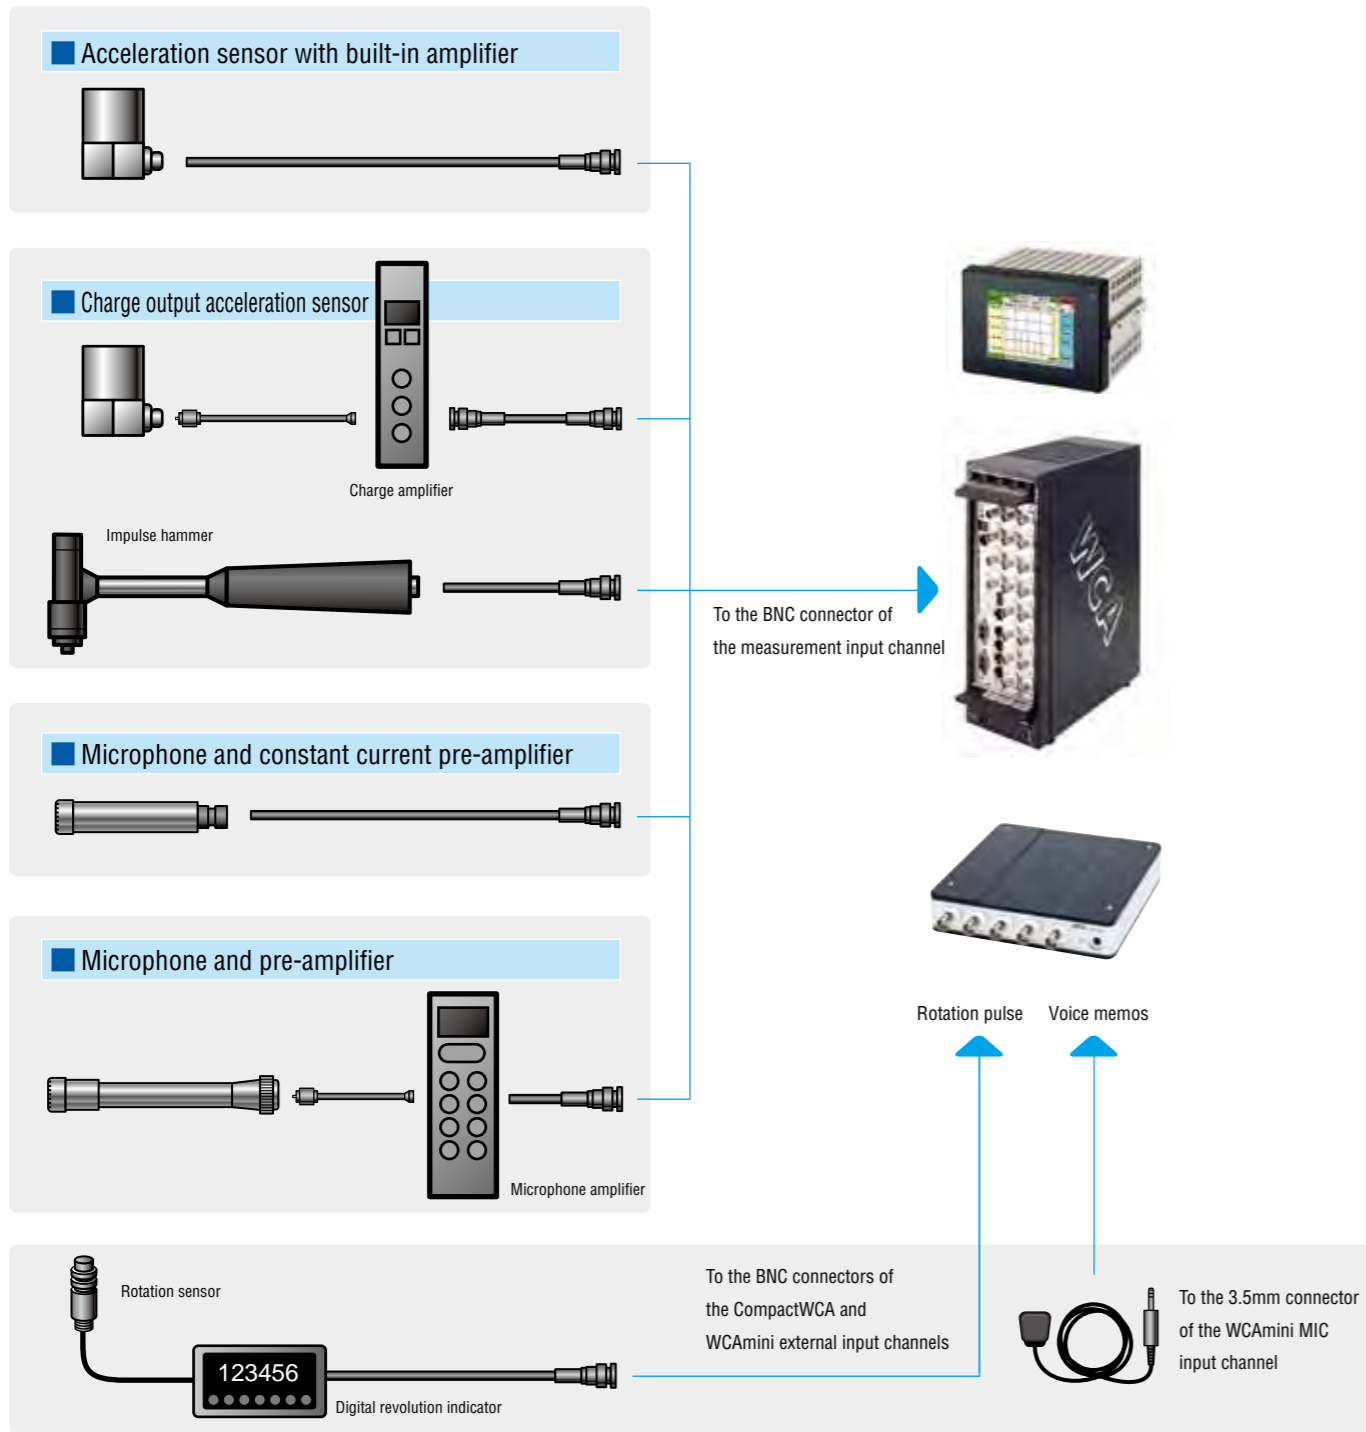 Acceleration sensor with built-in amplifier
Charge output acceleration sensor
Charge amplifier
Impulse hammer
To the BNC connector of
the measurement input channel
WCA
Microphone and constant current pre-amplifier
Microphone and pre-amplifier
Microphone amplifier
Rotation pulse
Voice memos
Rotation sensor
123456
Digital revolution indicator
To the BNC connectors of
the CompactWCA and
WCAmini external input channels
To the 3.5mm connector
of the WCAmini MIC
input channel